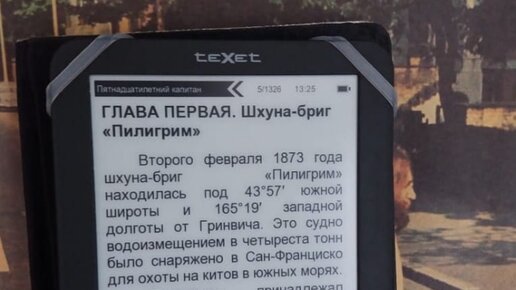 TEXET
Пятнадцатилетний капитан 5/1326 13:25
ГЛАВА ПЕРВАЯ. Шхуна-бриг
«Пилигрим»
Второго февраля 1873 года
шхуна-бриг «Пилигрим»
находилась под 43°57' южной
широты и 165°19' западной
долготы от Гринвича. Это судно
водоизмещением в четыреста тонн
было снаряжено в Сан-Франциско
для охоты на китов в южных морях.
принадлежал